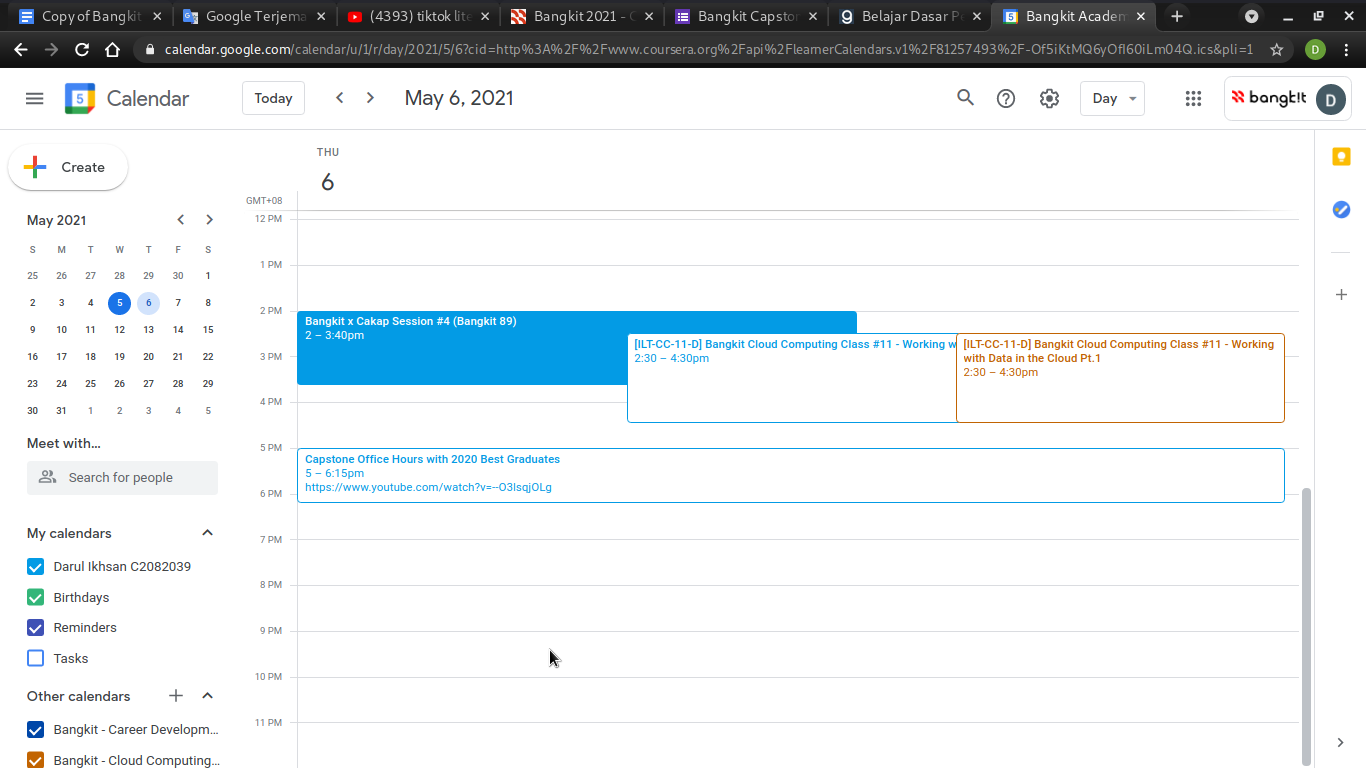 Copy of Bangkit
Google Terjema
(4393) tiktok lite
Bangkit 2021 - C
Bangkit Capstor
Belajar Dasar P
Bangkit Academ
calendar.google.com/calendar/u/1/r/day/2021/5/6?cid=http%3A%2F%2Fwww.coursera.org%2Fapi%2FlearnerCalendars.v1%2F81257493%2F-Of5iKtMQ6yOfI60iLm04Q.ics&pli=1
D
5
Calendar
Today
May 6, 2021
Day
bangk!t
D
Create
THU
6
GMT+08
May 2021
S M T W T F S
25 26 27 28 29 30 1
2 3 4 5 6 7 8
9 10 11 12 13 14 15
16 17 18 19 20 21 22
23 24 25 26 27 28 29
30 31 1 2 3 4 5
Meet with...
Search for people
My calendars
Darul Ikhsan C2082039
Birthdays
Reminders
Tasks
Other calendars
Bangkit - Career Developm...
Bangkit - Cloud Computing...
12 PM
1 PM
2 PM
Bangkit x Cakap Session #4 (Bangkit 89)
2 – 3:40pm
[ILT-CC-11-D] Bangkit Cloud Computing Class #11 - Working w
2:30 – 4:30pm
[ILT-CC-11-D] Bangkit Cloud Computing Class #11 - Working
with Data in the Cloud Pt.1
2:30 – 4:30pm
3 PM
4 PM
5 PM
Capstone Office Hours with 2020 Best Graduates
5 – 6:15pm
https://www.youtube.com/watch?v=--O3lsqjOLg
6 PM
7 PM
8 PM
9 PM
10 PM
11 PM